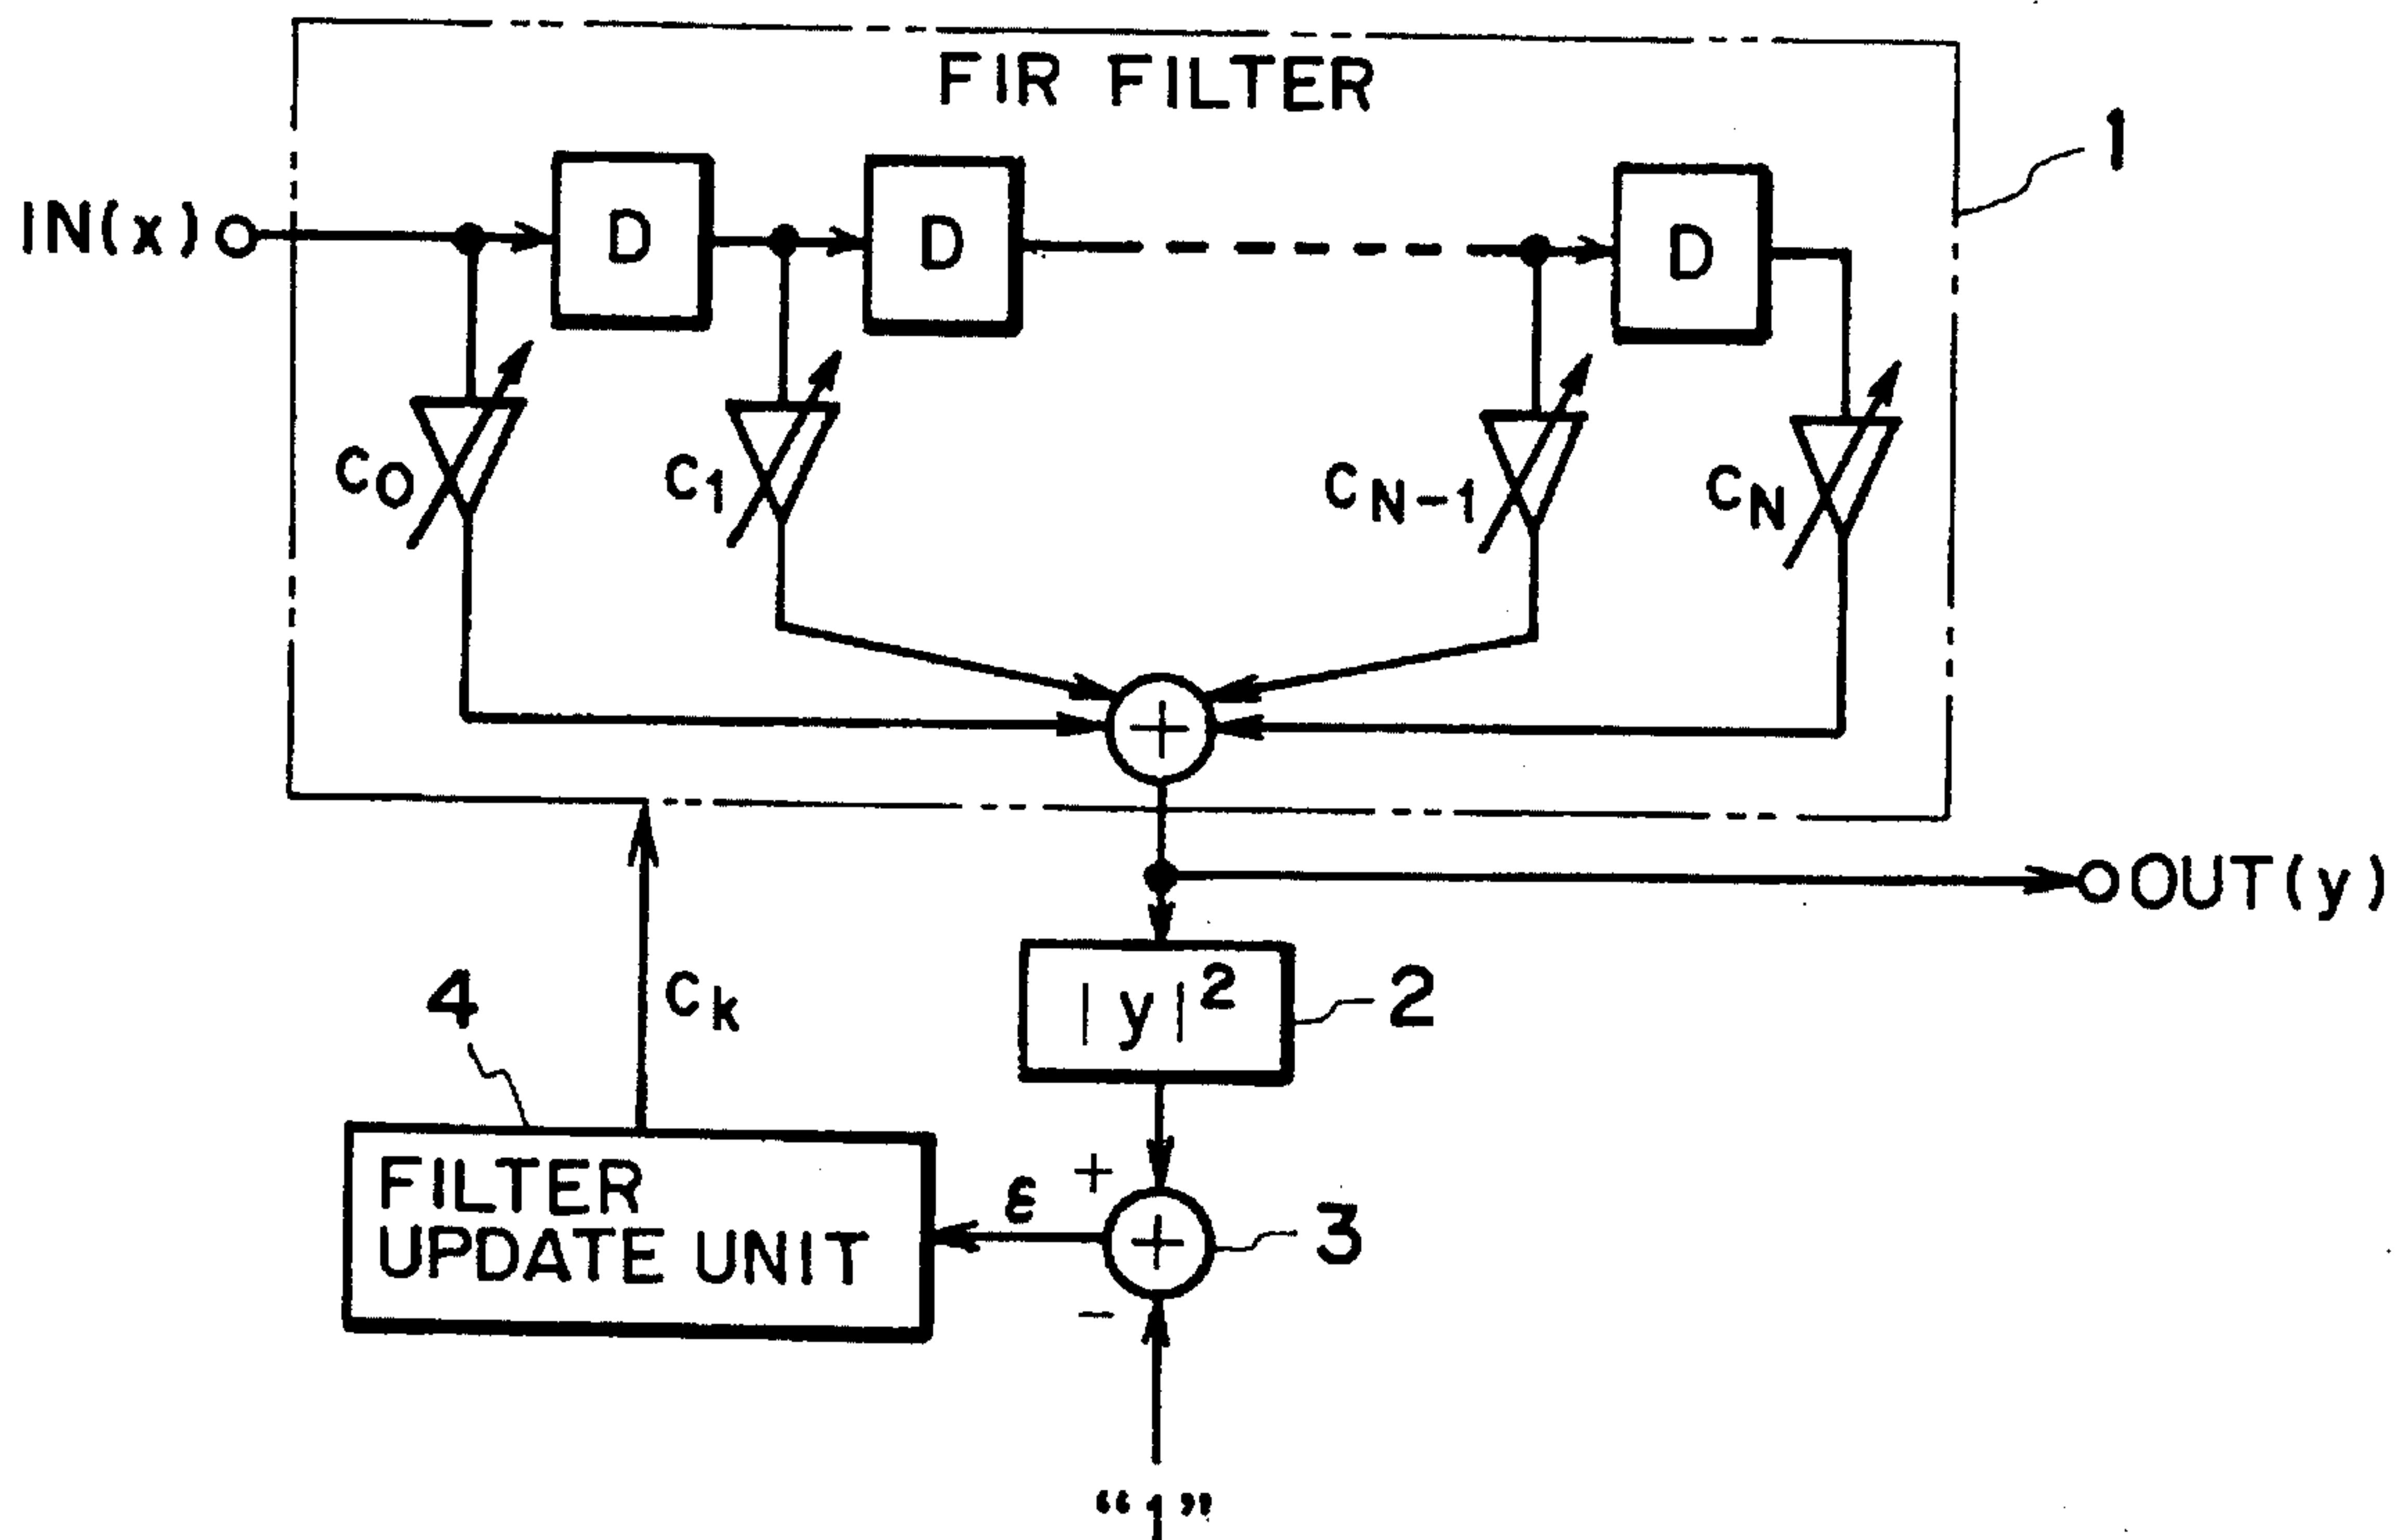 FIR FILTER
1
IN(x)
D
D
D
C0
C1
CN-1
CN
+
OUT(y)
|y|²
2
4
Ck
FILTER
UPDATE UNIT
ε
+
+
3
-
“1”